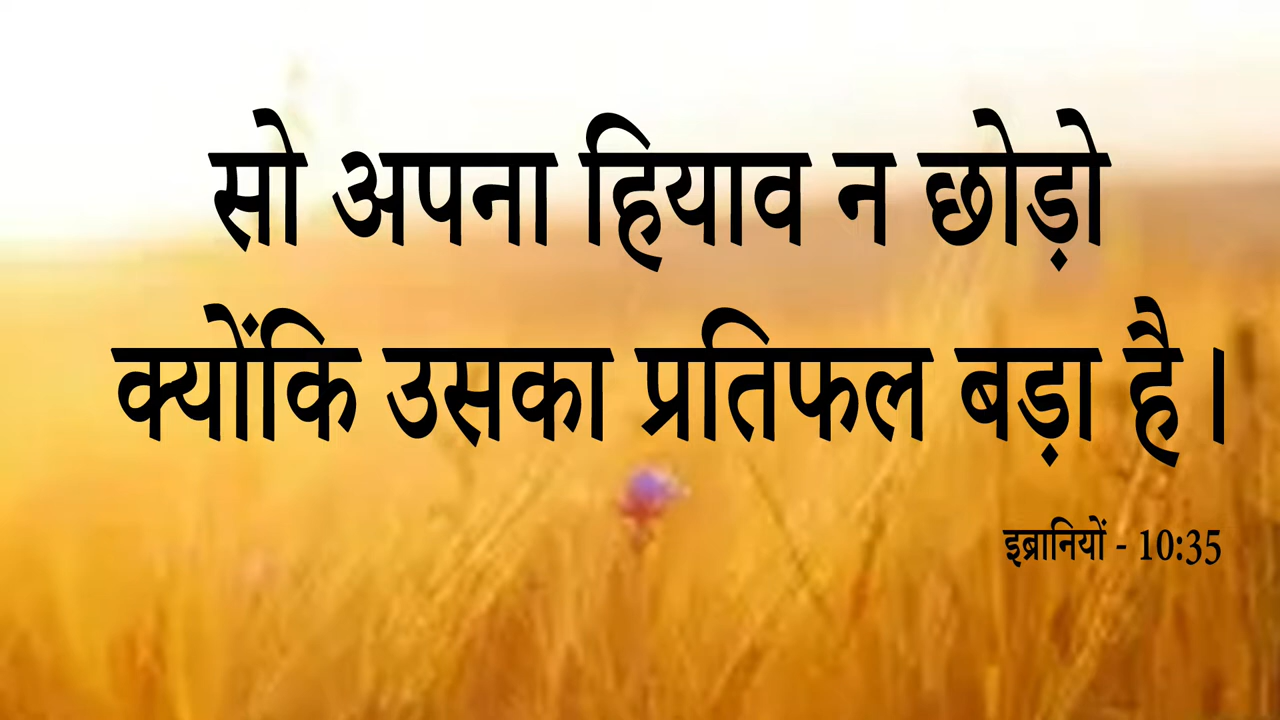 सो अपना हियाव न छोड़ो
क्योंकि उसका प्रतिफल बड़ा है।
इब्रानियों - 10:35